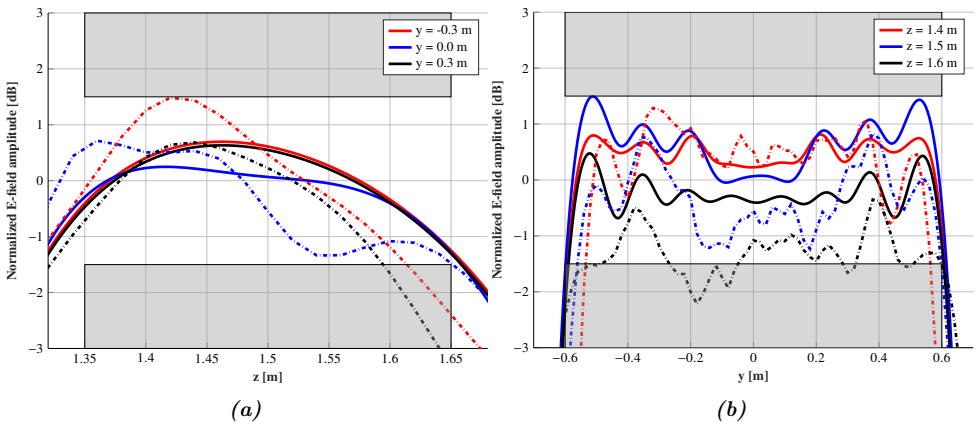 3
2
1
0
−1
−2
−3
1.35
1.4
1.45
1.5
1.55
1.6
1.65
Normalized E-field amplitude [dB]
z [m]
y = -0.3 m
y = 0.0 m
y = 0.3 m
(a)
3
2
1
0
−1
−2
−3
−0.6
−0.4
−0.2
0
0.2
0.4
0.6
Normalized E-field amplitude [dB]
y [m]
z = 1.4 m
z = 1.5 m
z = 1.6 m
(b)